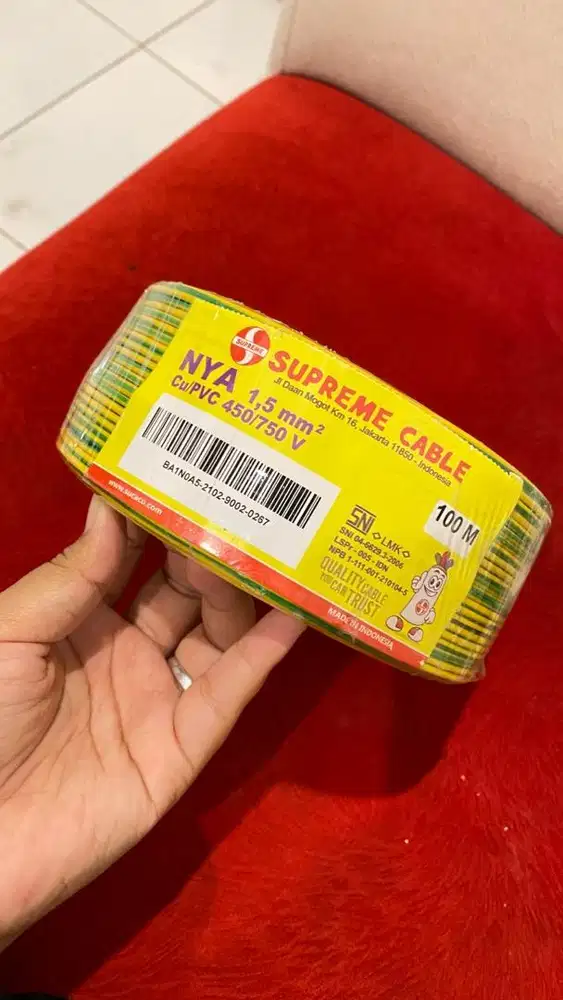 SUPREME
SUPREME CABLE
Jl Daan Mogot Km 16, Jakarta 11850 - Indonesia
NYA 1,5 mm²
Cu/PVC 450/750 V
BA1N0A5-2102-9002-0267
100 M
SNI LMK
SNI 04-6629.3-2006
LSPr - 005 - IDN
NPB 1-111-001-210104-5
QUALITY CABLE
YOU CAN TRUST
www.sucaco.com
MADE IN INDONESIA